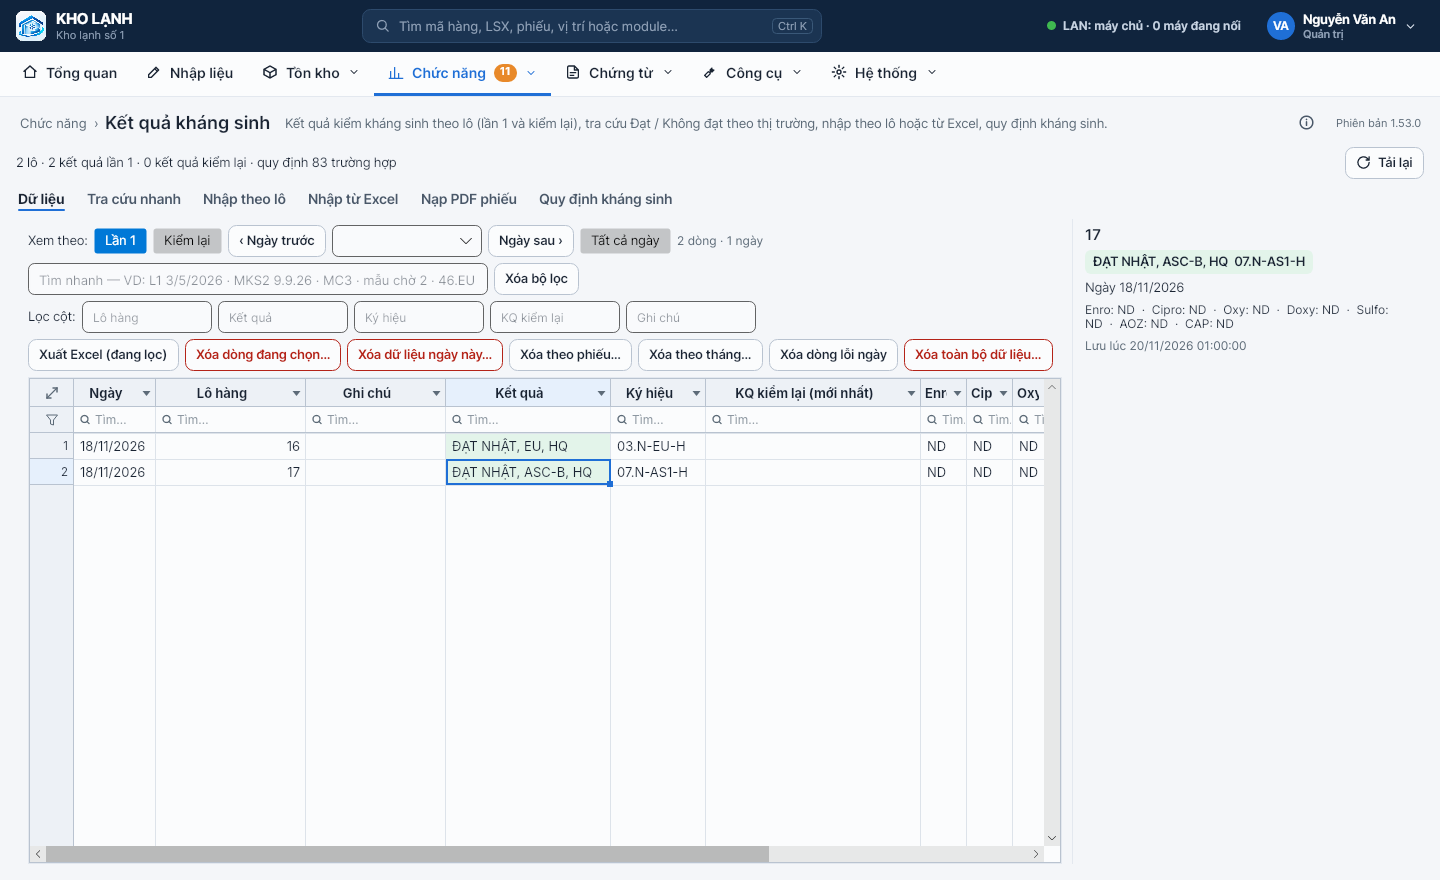 KHO LẠNH
Kho lạnh số 1
Tìm mã hàng, LSX, phiếu, vị trí hoặc module... Ctrl K
LAN: máy chủ · 0 máy đang nối
VA Nguyễn Văn An
Quản trị
Tổng quan Nhập liệu Tồn kho Chức năng 11 Chứng từ Công cụ Hệ thống
Chức năng › Kết quả kháng sinh Kết quả kiểm kháng sinh theo lô (lần 1 và kiểm lại), tra cứu Đạt / Không đạt theo thị trường, nhập theo lô hoặc từ Excel, quy định kháng sinh. Phiên bản 1.53.0
2 lô · 2 kết quả lần 1 · 0 kết quả kiểm lại · quy định 83 trường hợp Tải lại
Dữ liệu Tra cứu nhanh Nhập theo lô Nhập từ Excel Nạp PDF phiếu Quy định kháng sinh
Xem theo: Lần 1 Kiểm lại ‹ Ngày trước Ngày sau › Tất cả ngày 2 dòng · 1 ngày
Tìm nhanh — VD: L1 3/5/2026 · MKS2 9.9.26 · MC3 · mẫu chờ 2 · 46.EU Xóa bộ lọc
Lọc cột: Lô hàng Kết quả Ký hiệu KQ kiểm lại Ghi chú
Xuất Excel (đang lọc) Xóa dòng đang chọn... Xóa dữ liệu ngày này... Xóa theo phiếu... Xóa theo tháng... Xóa dòng lỗi ngày Xóa toàn bộ dữ liệu...
Ngày Lô hàng Ghi chú Kết quả Ký hiệu KQ kiểm lại (mới nhất) Enr Cip Oxy
Tìm... Tìm... Tìm... Tìm... Tìm... Tìm... Tìm. Tìm. Tì
1 18/11/2026 16 ĐẠT NHẬT, EU, HQ 03.N-EU-H ND ND ND
2 18/11/2026 17 ĐẠT NHẬT, ASC-B, HQ 07.N-AS1-H ND ND ND
17
ĐẠT NHẬT, ASC-B, HQ 07.N-AS1-H
Ngày 18/11/2026
Enro: ND · Cipro: ND · Oxy: ND · Doxy: ND · Sulfo:
ND · AOZ: ND · CAP: ND
Lưu lúc 20/11/2026 01:00:00